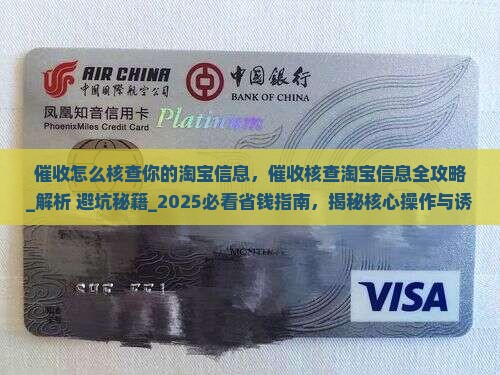 AIR CHINA
中国国际航空公司
中国银行
BANK OF CHINA
凤凰知音信用卡
PhoenixMiles Credit Card
Platinum
催收怎么核查你的淘宝信息，催收核查淘宝信息全攻略
_解析 避坑秘籍_2025必看省钱指南，揭秘核心操作与诱
VISA